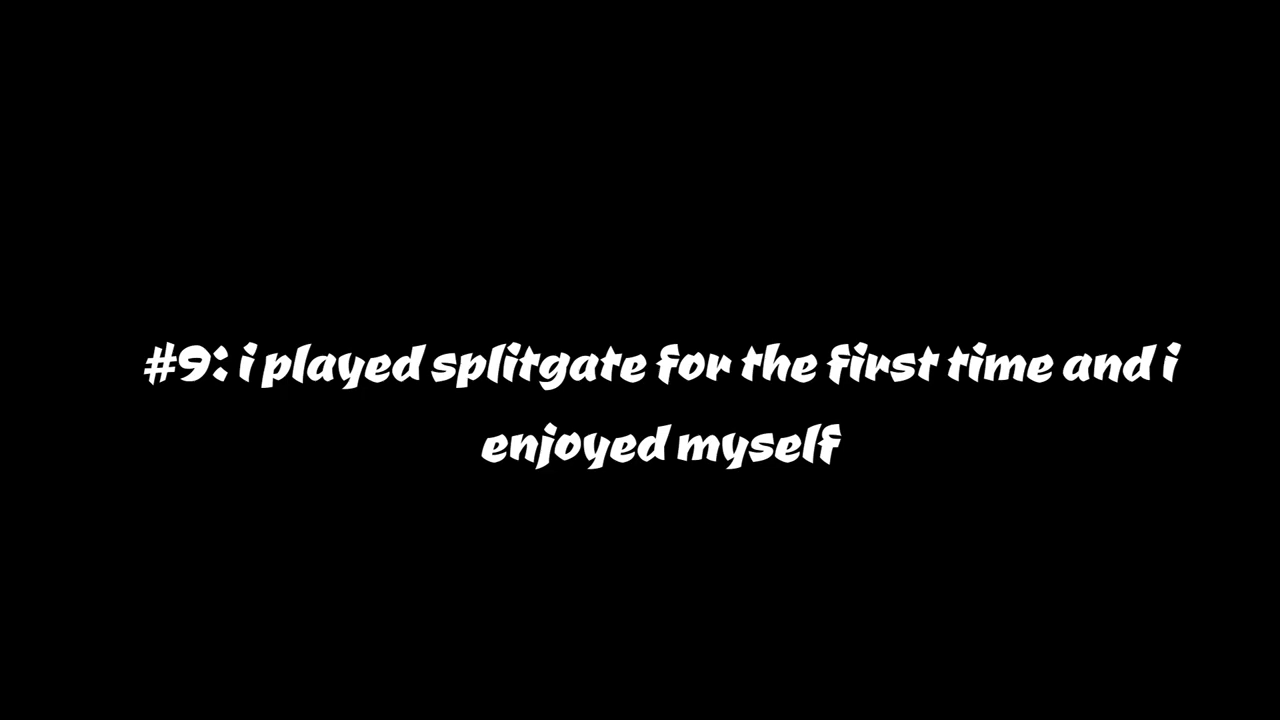 #9: i played splitgate for the first time and i
enjoyed myself